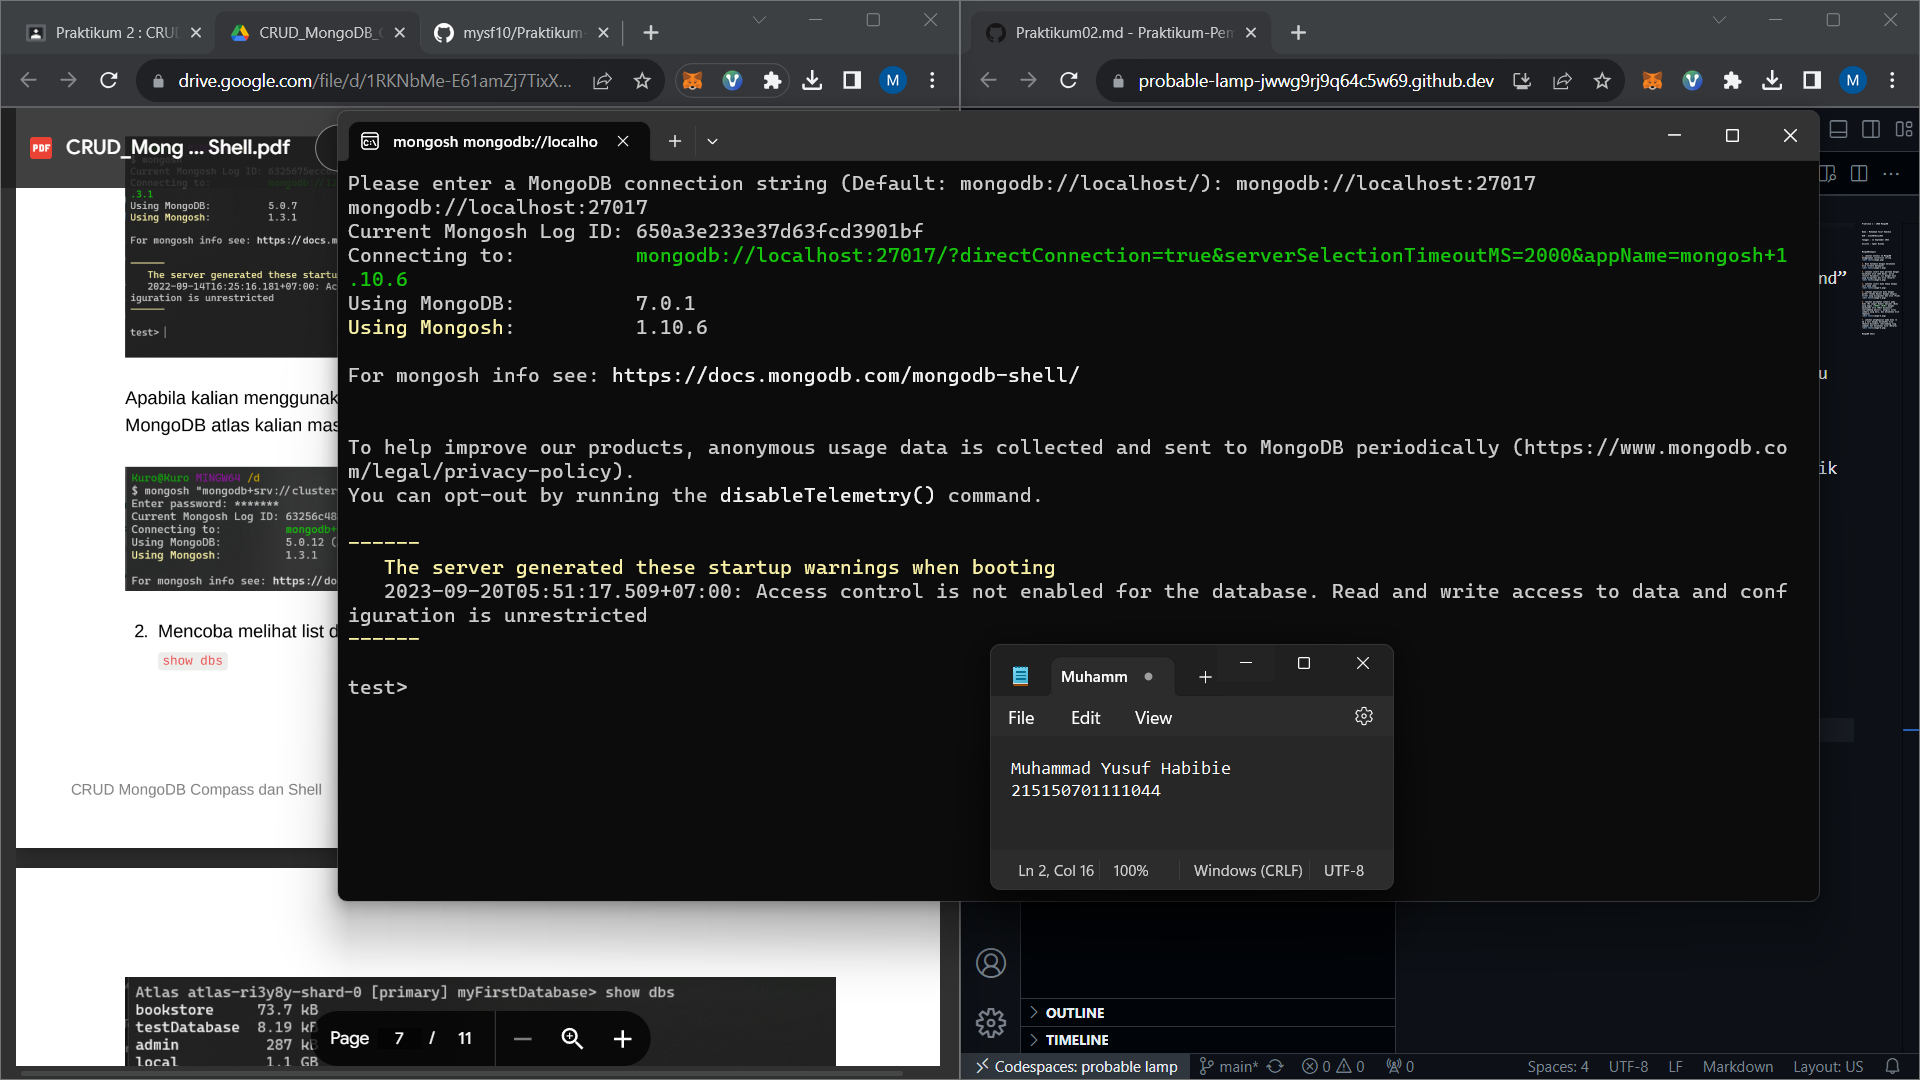 Praktikum 2 : CRU
CRUD_MongoDB_
mysf10/Praktikum-
drive.google.com/file/d/1RKNbMe-E61amZj7TixX...
M
Praktikum02.md - Praktikum-Pen
probable-lamp-jwwg9rj9q64c5w69.github.dev
M
PDF
CRUD_Mong ... Shell.pdf
Current Mongosh Log ID: 
Connecting to:
.3.1
Using MongoDB: 5.0.7
Using Mongosh: 1.3.1
For mongosh info see: https://docs.m
------
The server generated these startu
2022-09-14T16:25:16.181+07:00: Ac
iguration is unrestricted
------
test>
Apabila kalian menggunak
MongoDB atlas kalian mas
Kuro@Kuro MINGW64 /d
$ mongosh "mongodb+srv://cluster
Enter password: *******
Current Mongosh Log ID: 63256c48
Connecting to: mongodb+
Using MongoDB: 5.0.12 (
Using Mongosh: 1.3.1
For mongosh info see: https://do
2. Mencoba melihat list d
show dbs
CRUD MongoDB Compass dan Shell
Atlas atlas-ri3y8y-shard-0 [primary] myFirstDatabase> show dbs
bookstore 73.7 kB
testDatabase 8.19 kB
admin 287 kB
local 1.1 GB
Page 7 / 11
mongosh mongodb://localho
Please enter a MongoDB connection string (Default: mongodb://localhost/): mongodb://localhost:27017
mongodb://localhost:27017
Current Mongosh Log ID: 650a3e233e37d63fcd3901bf
Connecting to: mongodb://localhost:27017/?directConnection=true&serverSelectionTimeoutMS=2000&appName=mongosh+1
.10.6
Using MongoDB: 7.0.1
Using Mongosh: 1.10.6
For mongosh info see: https://docs.mongodb.com/mongodb-shell/
To help improve our products, anonymous usage data is collected and sent to MongoDB periodically (https://www.mongodb.co
m/legal/privacy-policy).
You can opt-out by running the disableTelemetry() command.
------
The server generated these startup warnings when booting
2023-09-20T05:51:17.509+07:00: Access control is not enabled for the database. Read and write access to data and conf
iguration is unrestricted
------
test>
Muhamm
File Edit View
Muhammad Yusuf Habibie
215150701111044
Ln 2, Col 16 100% Windows (CRLF) UTF-8
nd”
u
ik
OUTLINE
TIMELINE
Codespaces: probable lamp main* 0 0 0 Spaces: 4 UTF-8 LF Markdown Layout: US